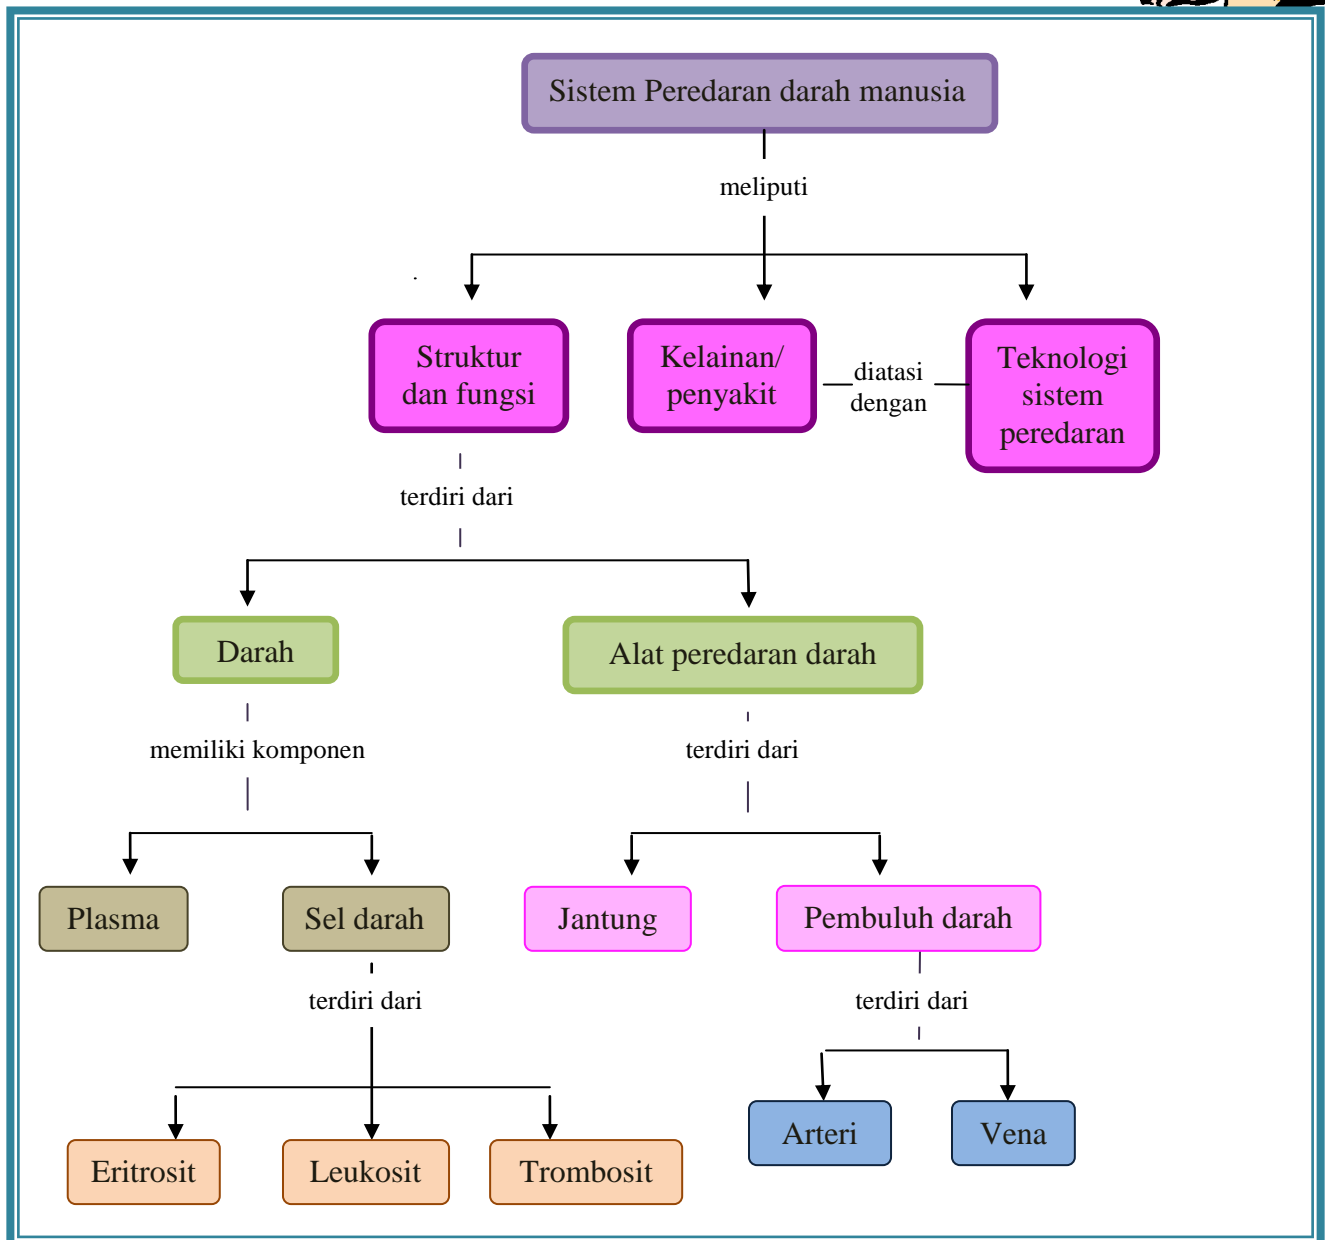 Sistem Peredaran darah manusia
meliputi
Struktur
dan fungsi
Kelainan/
penyakit
diatasi
dengan
Teknologi
sistem
peredaran
terdiri dari
Darah
Alat peredaran darah
memiliki komponen
terdiri dari
Plasma
Sel darah
Jantung
Pembuluh darah
terdiri dari
terdiri dari
Arteri
Vena
Eritrosit
Leukosit
Trombosit